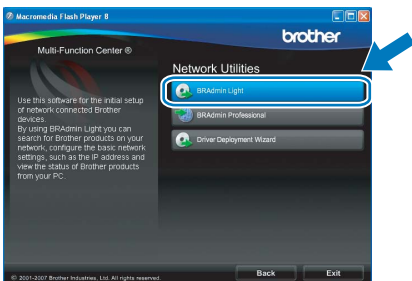 Macromedia Flash Player 8
brother
Multi-Function Center ®
Network Utilities
BRAdmin Light
BRAdmin Professional
Driver Deployment Wizard
Use this software for the initial setup
of network connected Brother
devices.
By using BRAdmin Light you can
search for Brother products on your
network, configure the basic network
settings, such as the IP address and
view the status of Brother products
from your PC.
Back
Exit
© 2001-2007 Brother Industries, Ltd. All rights reserved.